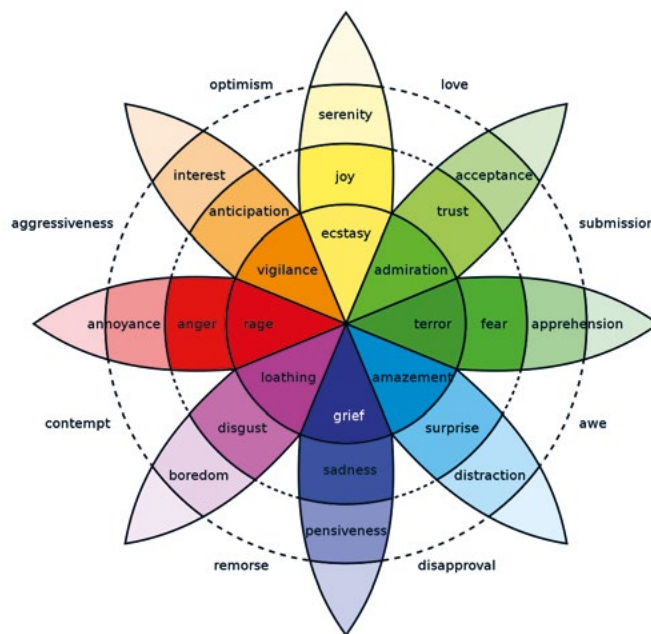 optimism
love
serenity
interest
acceptance
joy
anticipation
trust
aggressiveness
submission
ecstasy
vigilance
admiration
annoyance
anger
rage
terror
fear
apprehension
loathing
amazement
contempt
grief
awe
disgust
surprise
boredom
sadness
distraction
pensiveness
remorse
disapproval